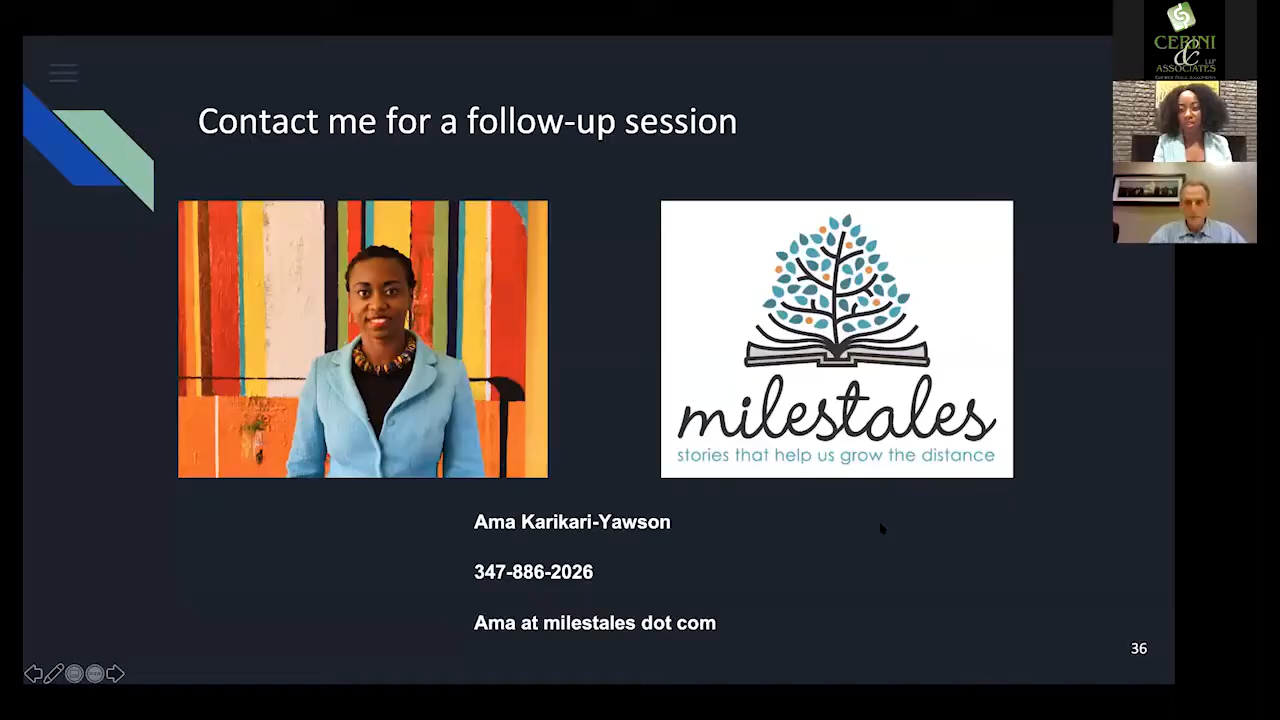 Contact me for a follow-up session
milestales
stories that help us grow the distance
Ama Karikari-Yawson
347-886-2026
Ama at milestales dot com
36
CERINI
&
LLP
ASSOCIATES